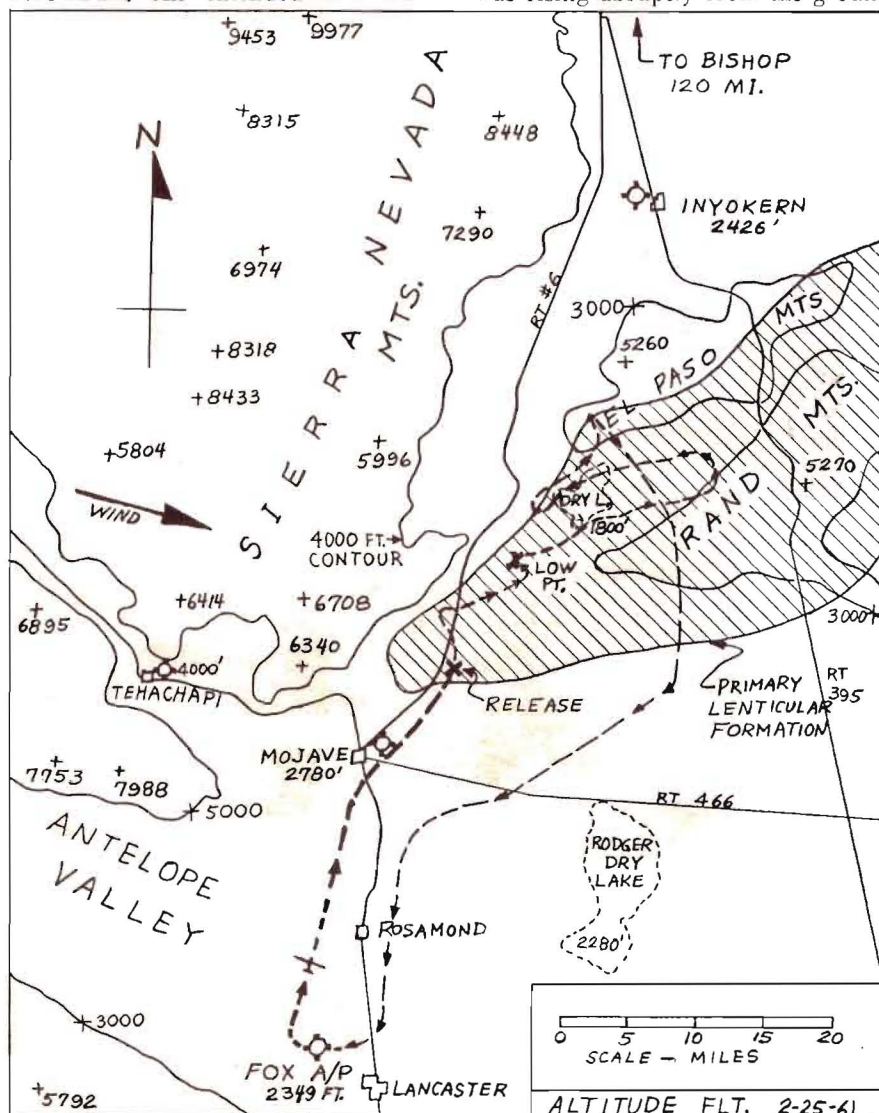 9453
9977
TO BISHOP
120 MI.
8315
8448
N
SIERRA NEVADA
MTS.
INYOKERN
2426'
7290
6974
RT #6
3000
MTS
8318
5260
8433
EL PASO
MTS.
5804
5996
5270
WIND
DRY L.
1800'
RAND
4000 FT.
CONTOUR
LOW
PT.
6414
6708
6895
3000
6340
4000'
TEHACHAPI
RELEASE
PRIMARY
LENTICULAR
FORMATION
RT
395
MOJAVE
2780'
7753
7988
5000
RT 466
ANTELOPE
VALLEY
RODGER
DRY
LAKE
ROSAMOND
2280'
3000
0 5 10 15 20
SCALE - MILES
FOX A/P
2349 FT.
LANCASTER
5792
ALTITUDE FLT. 2-25-61